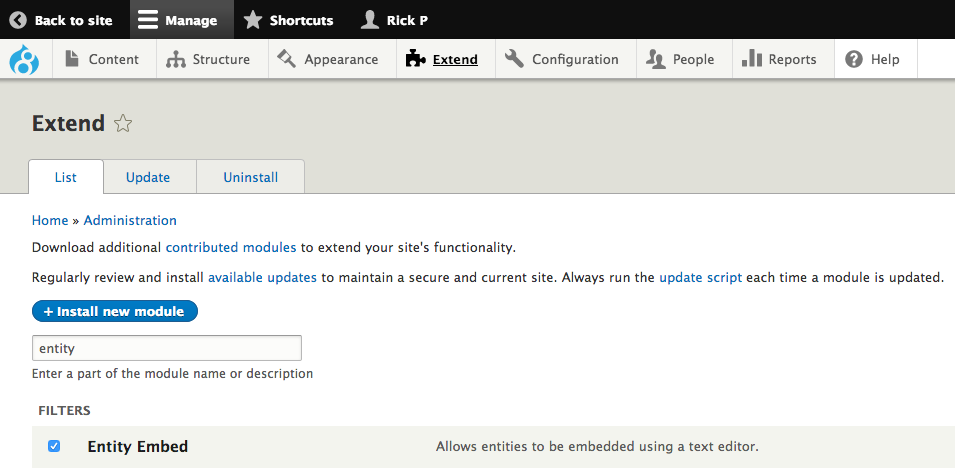 Back to site Manage Shortcuts Rick P
Content Structure Appearance Extend Configuration People Reports Help
Extend
List Update Uninstall
Home » Administration
Download additional contributed modules to extend your site's functionality.
Regularly review and install available updates to maintain a secure and current site. Always run the update script each time a module is updated.
+ Install new module
entity
Enter a part of the module name or description
FILTERS
Entity Embed Allows entities to be embedded using a text editor.